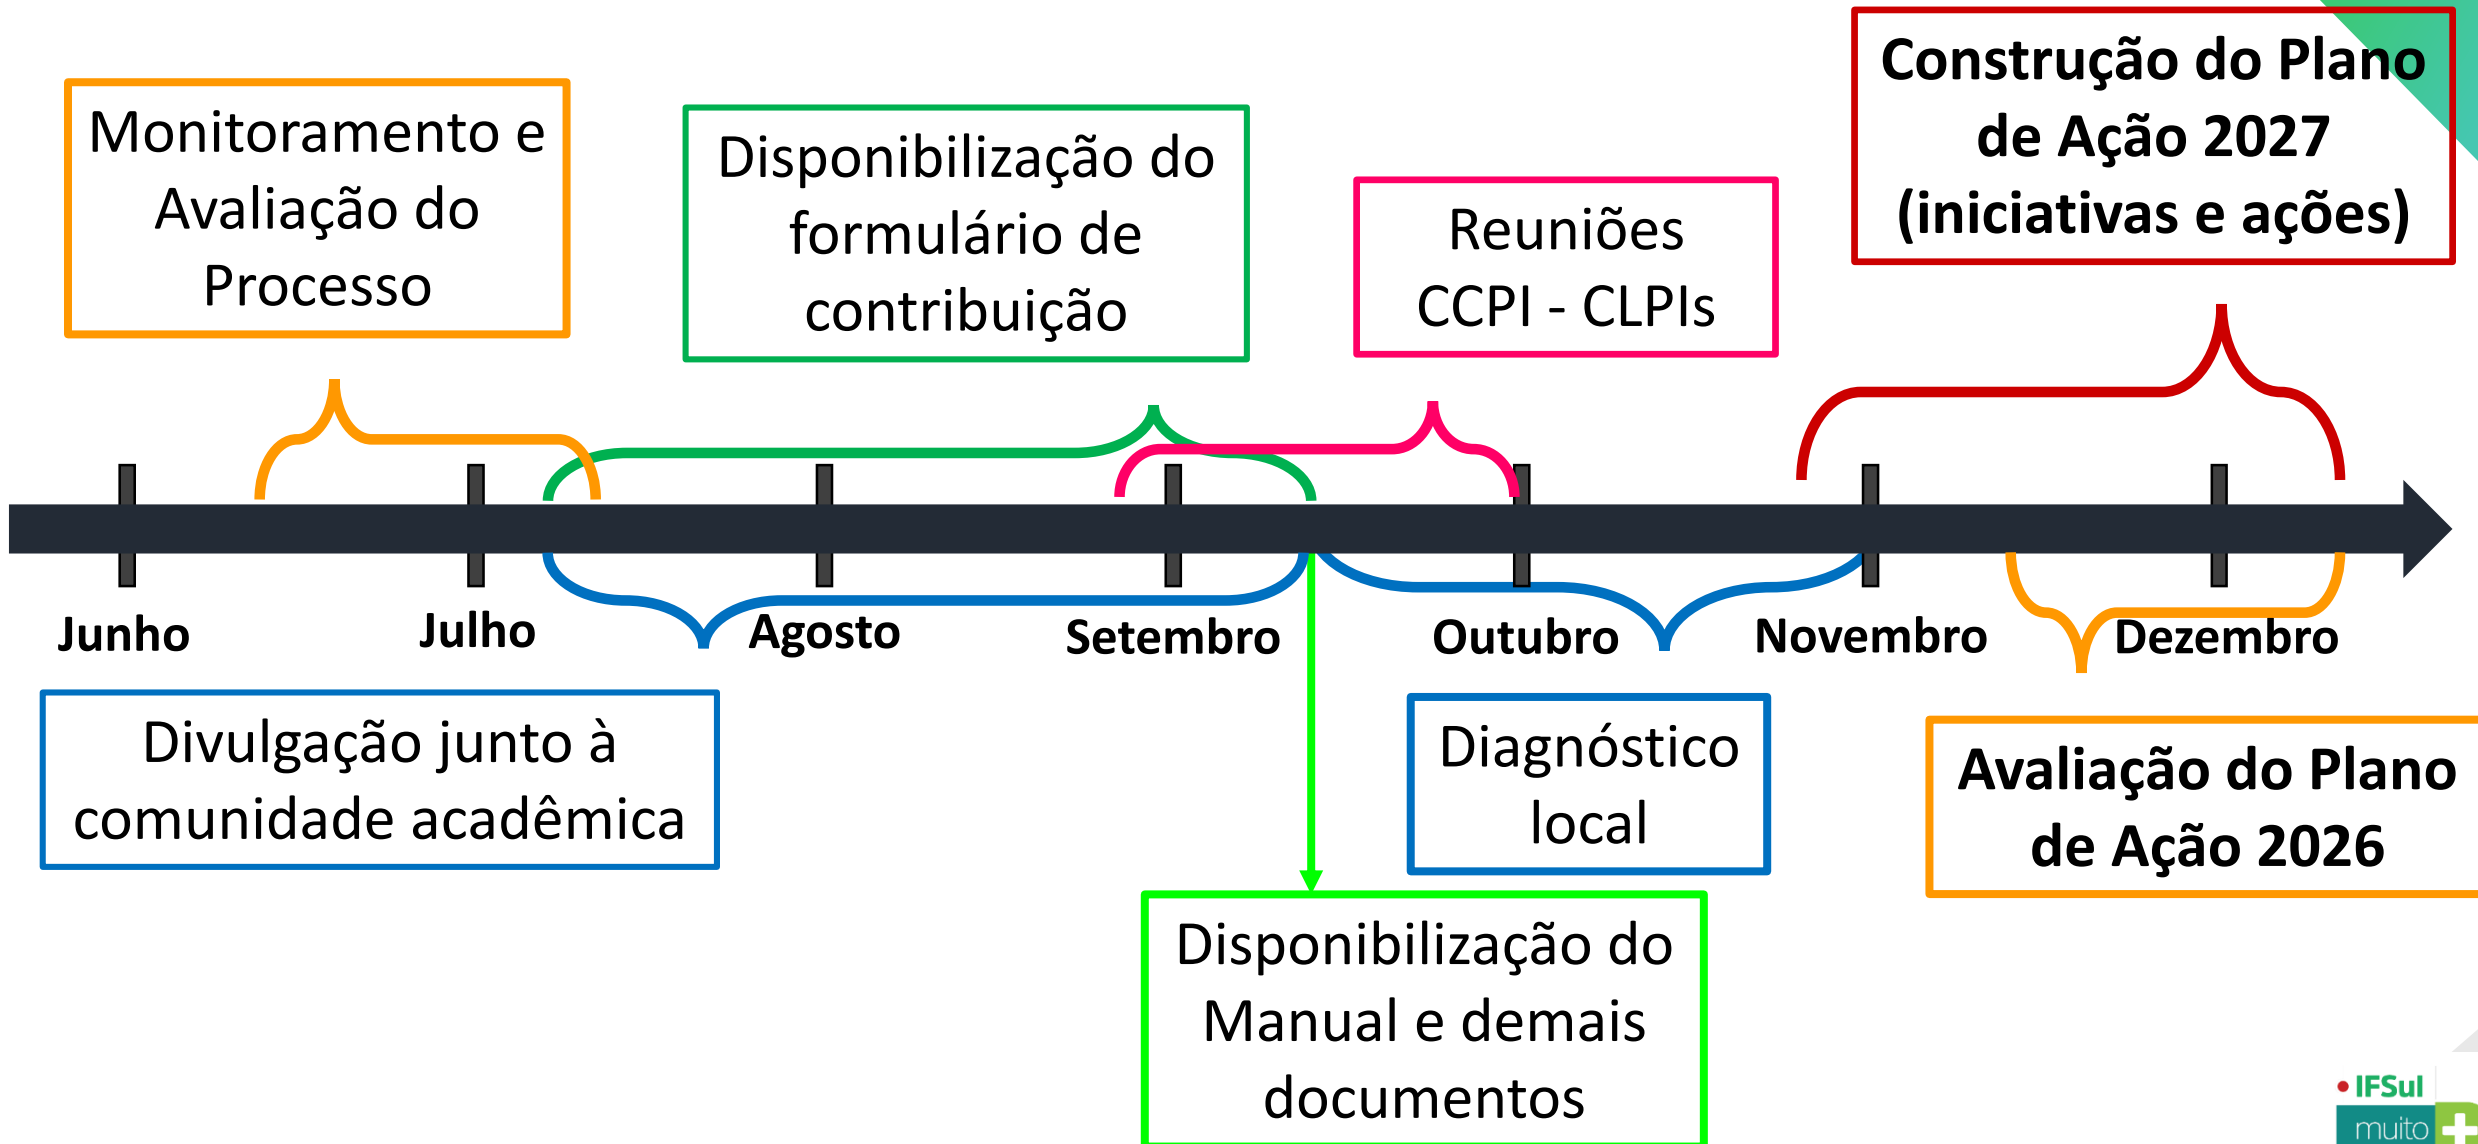 Monitoramento e
Avaliação do
Processo
Disponibilização do
formulário de
contribuição
Reuniões
CCPI - CLPIs
Construção do Plano
de Ação 2027
(iniciativas e ações)
Junho
Julho
Agosto
Setembro
Outubro
Novembro
Dezembro
Divulgação junto à
comunidade acadêmica
Diagnóstico
local
Avaliação do Plano
de Ação 2026
Disponibilização do
Manual e demais
documentos
IFSul
muito